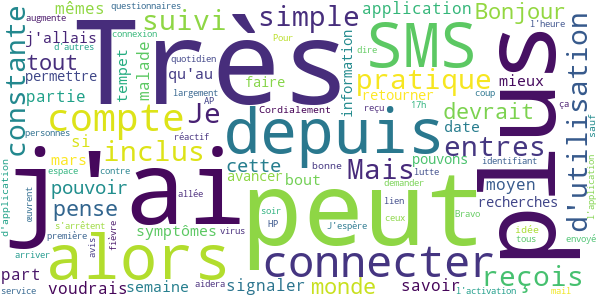 augmente
mêmes
questionnaires
application
Bonjour
l'heure
d'autres
connexion
Très
suivi
simple
SMS
j'allais
constante
tout
qu'au
quotidien
Pour
dire
permettre
tempet
malade
faire
information
pratique
mieux
partie
largement
AP
retourner
plus
d'utilisation
sauf
compte
Je
Cordialement
reçu
17h
coup
ça
devrait
personnes
si
inclus
réactif
depuis
date
entres
j'ai
mars
cette
bonne
Mais
pouvons
identifiant
l'application
d'application
espace
contre
avancer
bout
lutte
moyen
pouvoir
allée
peut
demander
lien
recherches
œuvrent
pense
soir
ceux
Bravo
idée
tous
s'arrêtent
symptômes
HP
J'espère
envoyé
première
avis
fièvre
virus
alors
connecter
arriver
reçois
part
semaine
aidera
signaler
monde
savoir
service
voudrais
l'activation
mail